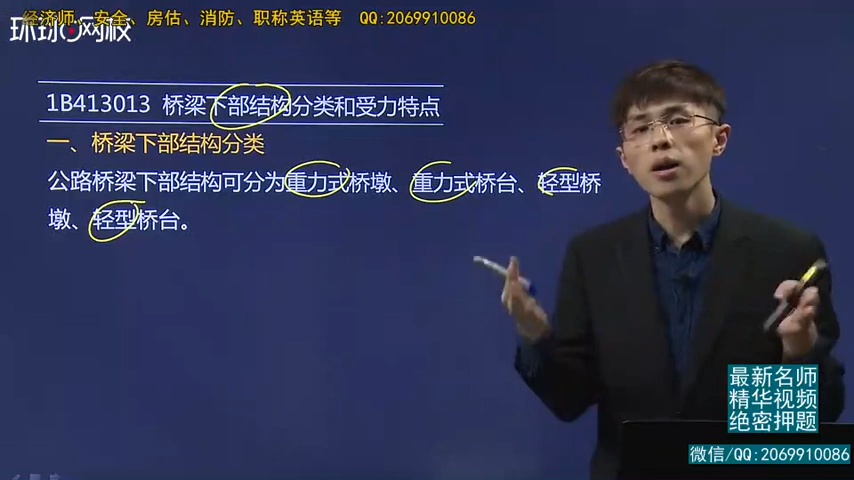 经济师、安全、房估、消防、职称英语等 QQ:2069910086
环球网校
1B413013 桥梁下部结构分类和受力特点
一、桥梁下部结构分类
公路桥梁下部结构可分为重力式桥墩、重力式桥台、轻型桥
墩、轻型桥台。
最新名师
精华视频
绝密押题
微信/QQ:2069910086